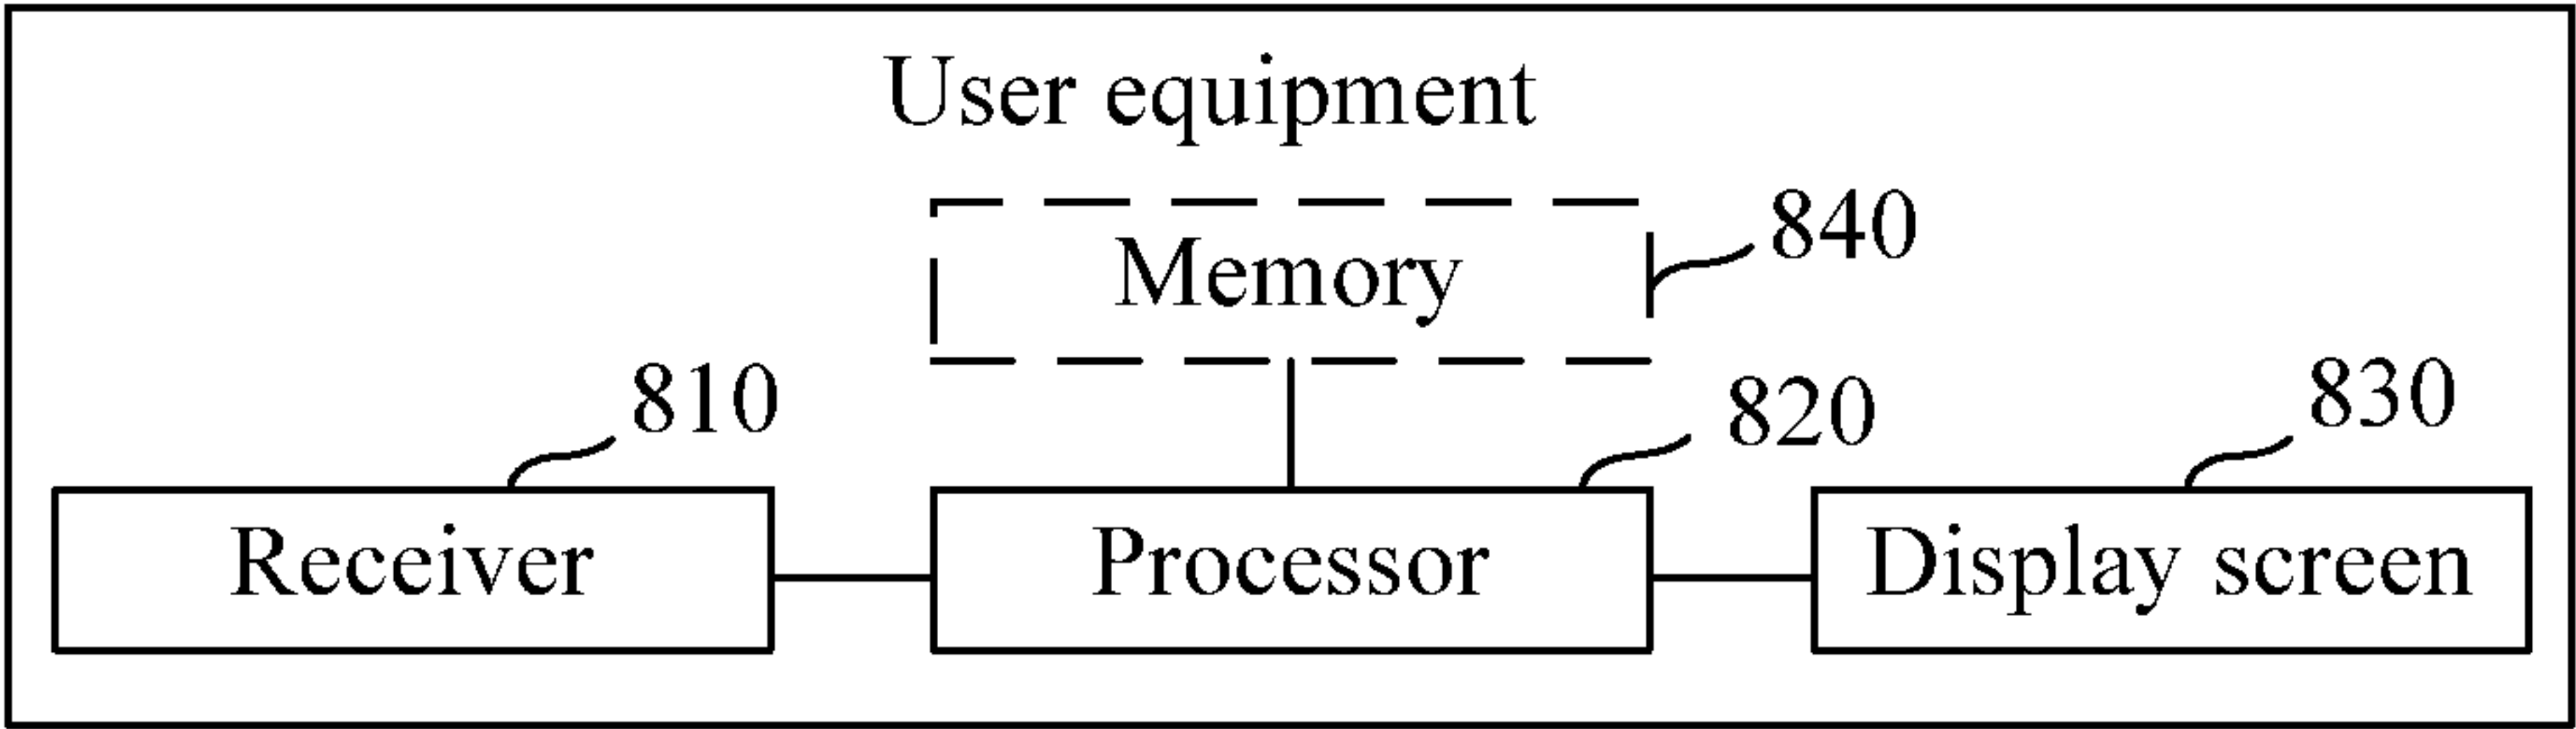 User equipment
Memory
840
810
820
830
Receiver
Processor
Display screen